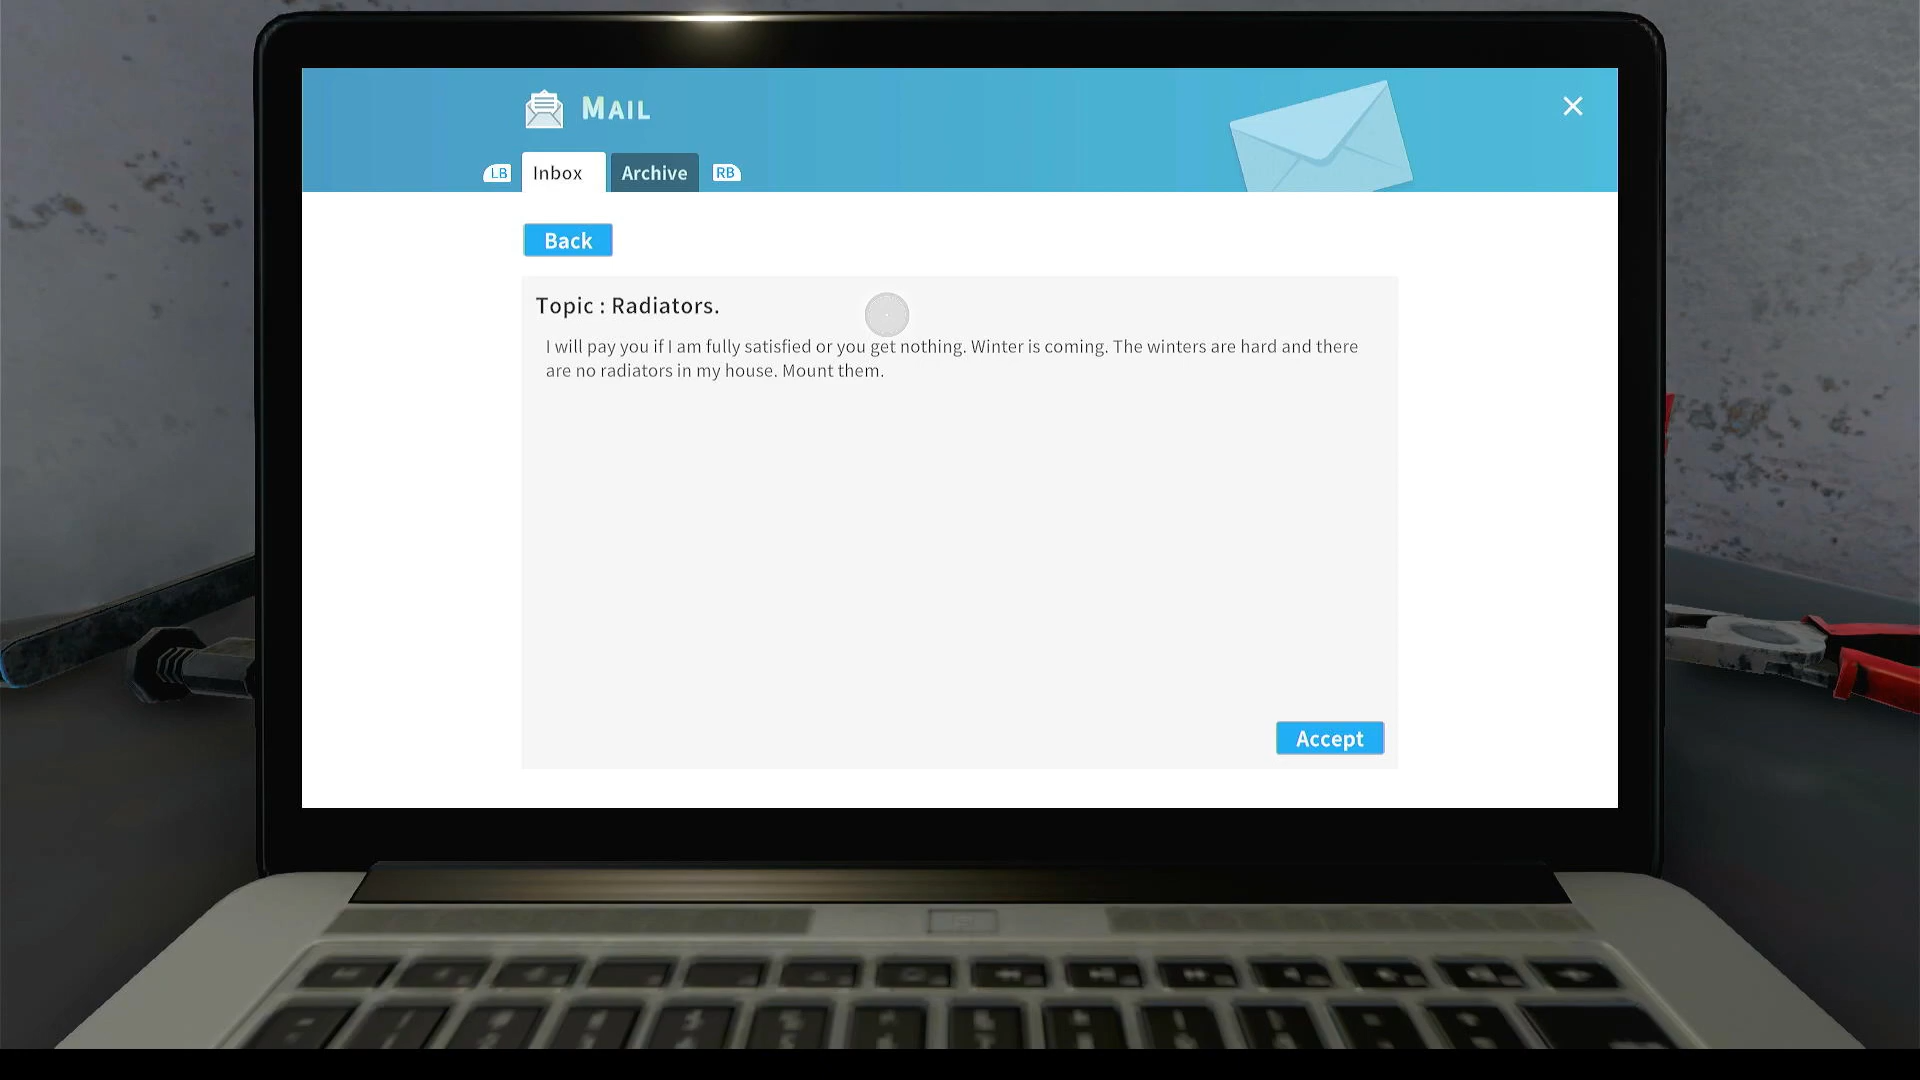 MAIL
LB Inbox Archive RB
Back
Topic : Radiators.
I will pay you if I am fully satisfied or you get nothing. Winter is coming. The winters are hard and there
are no radiators in my house. Mount them.
Accept